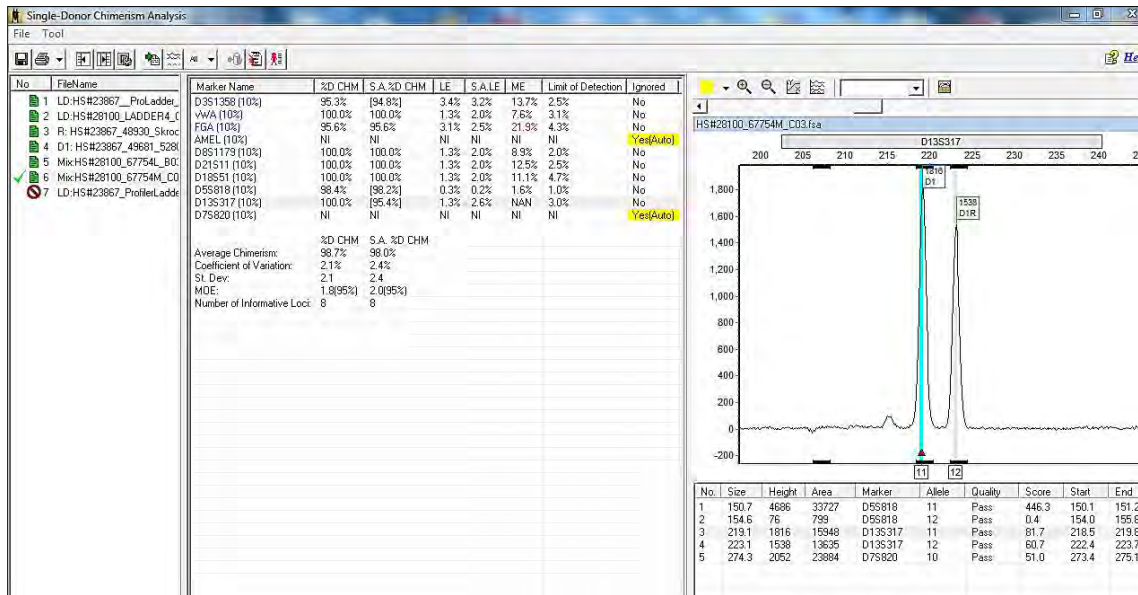 Single-Donor Chimerism Analysis
File Tool
No FileName
1 LD:HS#23867__ProLadder_
2 LD:HS#28100_LADDER4_C
3 R: HS#23867_48930_Skroc
4 D1: HS#23867_49681_5280
5 Mix:HS#28100_67754L_B0
6 Mix:HS#28100_67754M_C0
7 LD:HS#23867_ProfilerLadde
Marker Name %D CHM S.A.%D CHM LE S.A.LE ME Limit of Detection Ignored
D3S1358 (10%) 95.3% [94.8%] 3.4% 3.2% 13.7% 2.5% No
vWA (10%) 100.0% 100.0% 1.3% 2.0% 7.6% 3.1% No
FGA (10%) 95.6% 95.6% 3.1% 2.5% 21.9% 4.3% No
AMEL (10%) NI NI NI NI NI NI Yes(Auto)
D8S1179 (10%) 100.0% 100.0% 1.3% 2.0% 8.9% 2.0% No
D21S11 (10%) 100.0% 100.0% 1.3% 2.0% 12.5% 2.5% No
D18S51 (10%) 100.0% 100.0% 1.3% 2.0% 11.1% 4.7% No
D5S818 (10%) 98.4% [98.2%] 0.3% 0.2% 1.6% 1.0% No
D13S317 (10%) 100.0% [95.4%] 1.3% 2.6% NAN 3.0% No
D7S820 (10%) NI NI NI NI NI NI Yes(Auto)
%D CHM S.A. %D CHM
Average Chimerism: 98.7% 98.0%
Coefficient of Variation: 2.1% 2.4%
St. Dev: 2.1 2.4
MOE: 1.8(95%) 2.0(95%)
Number of Informative Loci: 8 8
He
HS#28100_67754M_C03.fsa
D13S317
200 205 210 215 220 225 230 235 240
1816
D1
1538
D1R
1,800
1,600
1,400
1,200
1,000
800
600
400
200
0
-200
11 12
No. Size Height Area Marker Allele Quality Score Start End
1 150.7 4686 33727 D5S818 11 Pass 446.3 150.1 151.2
2 154.6 76 799 D5S818 12 Pass 0.4 154.0 155.8
3 219.1 1816 15948 D13S317 11 Pass 81.7 218.5 219.8
4 223.1 1538 13635 D13S317 12 Pass 60.7 222.4 223.7
5 274.3 2052 23884 D7S820 10 Pass 51.0 273.4 275.1